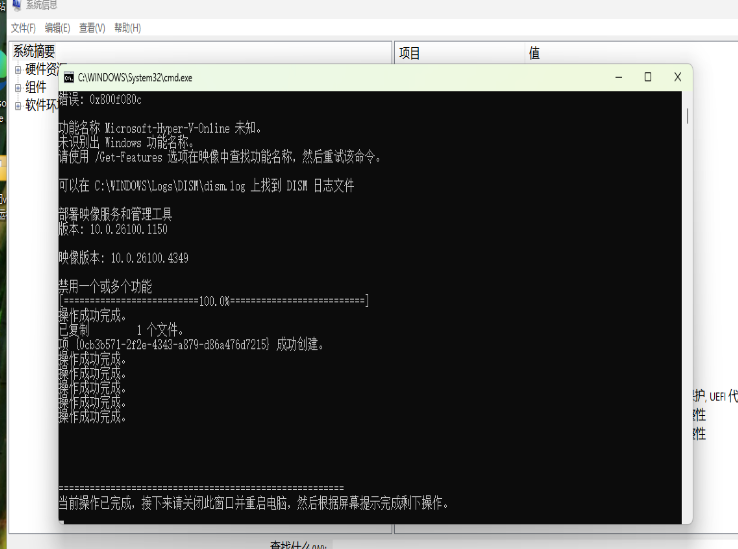 系统信息
文件(F) 编辑(E) 查看(V) 帮助(H)
系统摘要
硬件资源
组件
软件环
项目
值
C:\WINDOWS\System32\cmd.exe
错误: 0x800f080c
功能名称 Microsoft-Hyper-V-Online 未知。
未识别出 Windows 功能名称。
请使用 /Get-Features 选项在映像中查找功能名称，然后重试该命令。
可以在 C:\WINDOWS\Logs\DISM\dism.log 上找到 DISM 日志文件
部署映像服务和管理工具
版本: 10.0.26100.1150
映像版本: 10.0.26100.4349
禁用一个或多个功能
[==========================100.0%==========================]
操作成功完成。
已复制         1 个文件。
项 {0cb3b571-2f2e-4343-a879-d86a476d7215} 成功创建。
操作成功完成。
操作成功完成。
操作成功完成。
操作成功完成。
操作成功完成。
=======================================================
当前操作已完成，接下来请关闭此窗口并重启电脑，然后根据屏幕提示完成剩下操作。
护, UEFI 代
性
性
查找什么(W):